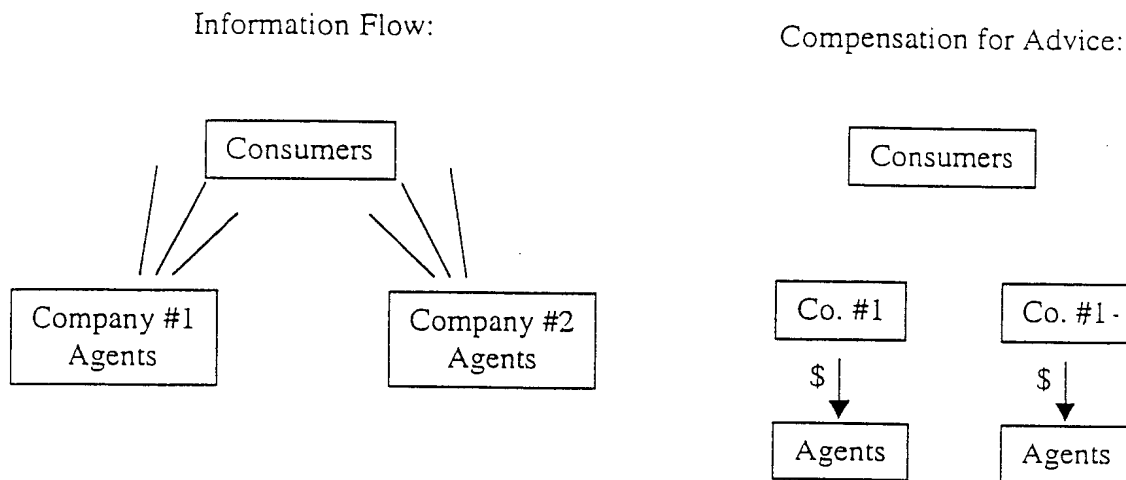 Information Flow:
Consumers
Company #1
Agents
Company #2
Agents
Compensation for Advice:
Consumers
Co. #1
Co. #1
$
$
Agents
Agents